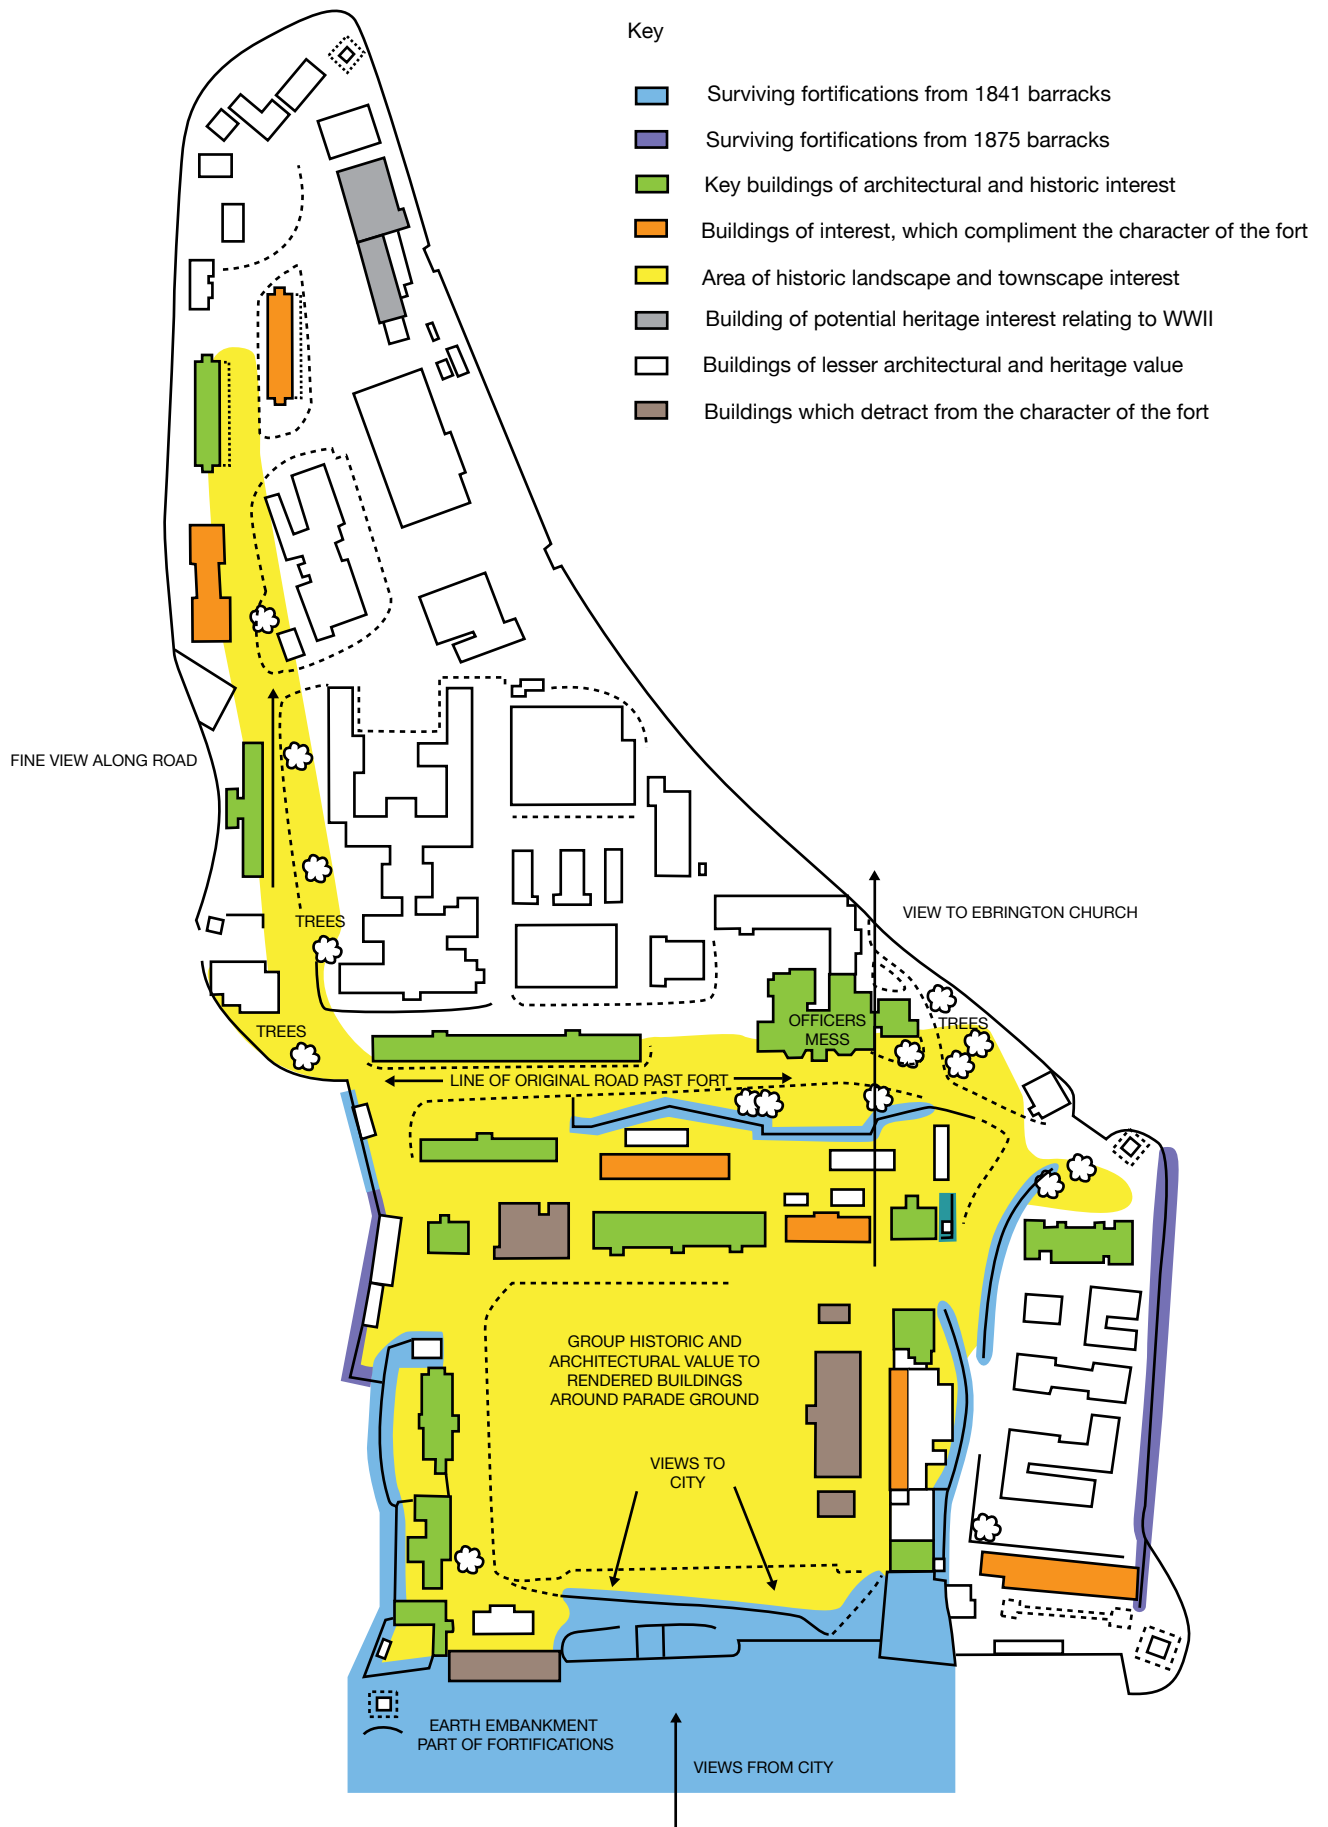 Key
Surviving fortifications from 1841 barracks
Surviving fortifications from 1875 barracks
Key buildings of architectural and historic interest
Buildings of interest, which compliment the character of the fort
Area of historic landscape and townscape interest
Building of potential heritage interest relating to WWII
Buildings of lesser architectural and heritage value
Buildings which detract from the character of the fort
FINE VIEW ALONG ROAD
TREES
VIEW TO EBRINGTON CHURCH
TREES
OFFICERS
MESS
TREES
LINE OF ORIGINAL ROAD PAST FORT
GROUP HISTORIC AND
ARCHITECTURAL VALUE TO
RENDERED BUILDINGS
AROUND PARADE GROUND
VIEWS TO
CITY
EARTH EMBANKMENT
PART OF FORTIFICATIONS
VIEWS FROM CITY